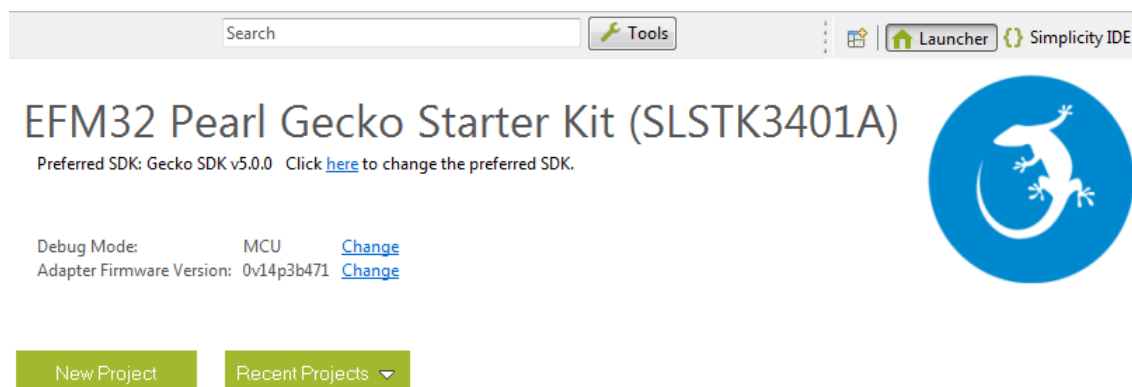 Search Tools Launcher Simplicity IDE
EFM32 Pearl Gecko Starter Kit (SLSTK3401A)
Preferred SDK: Gecko SDK v5.0.0 Click here to change the preferred SDK.
Debug Mode: MCU Change
Adapter Firmware Version: 0v14p3b471 Change
New Project Recent Projects